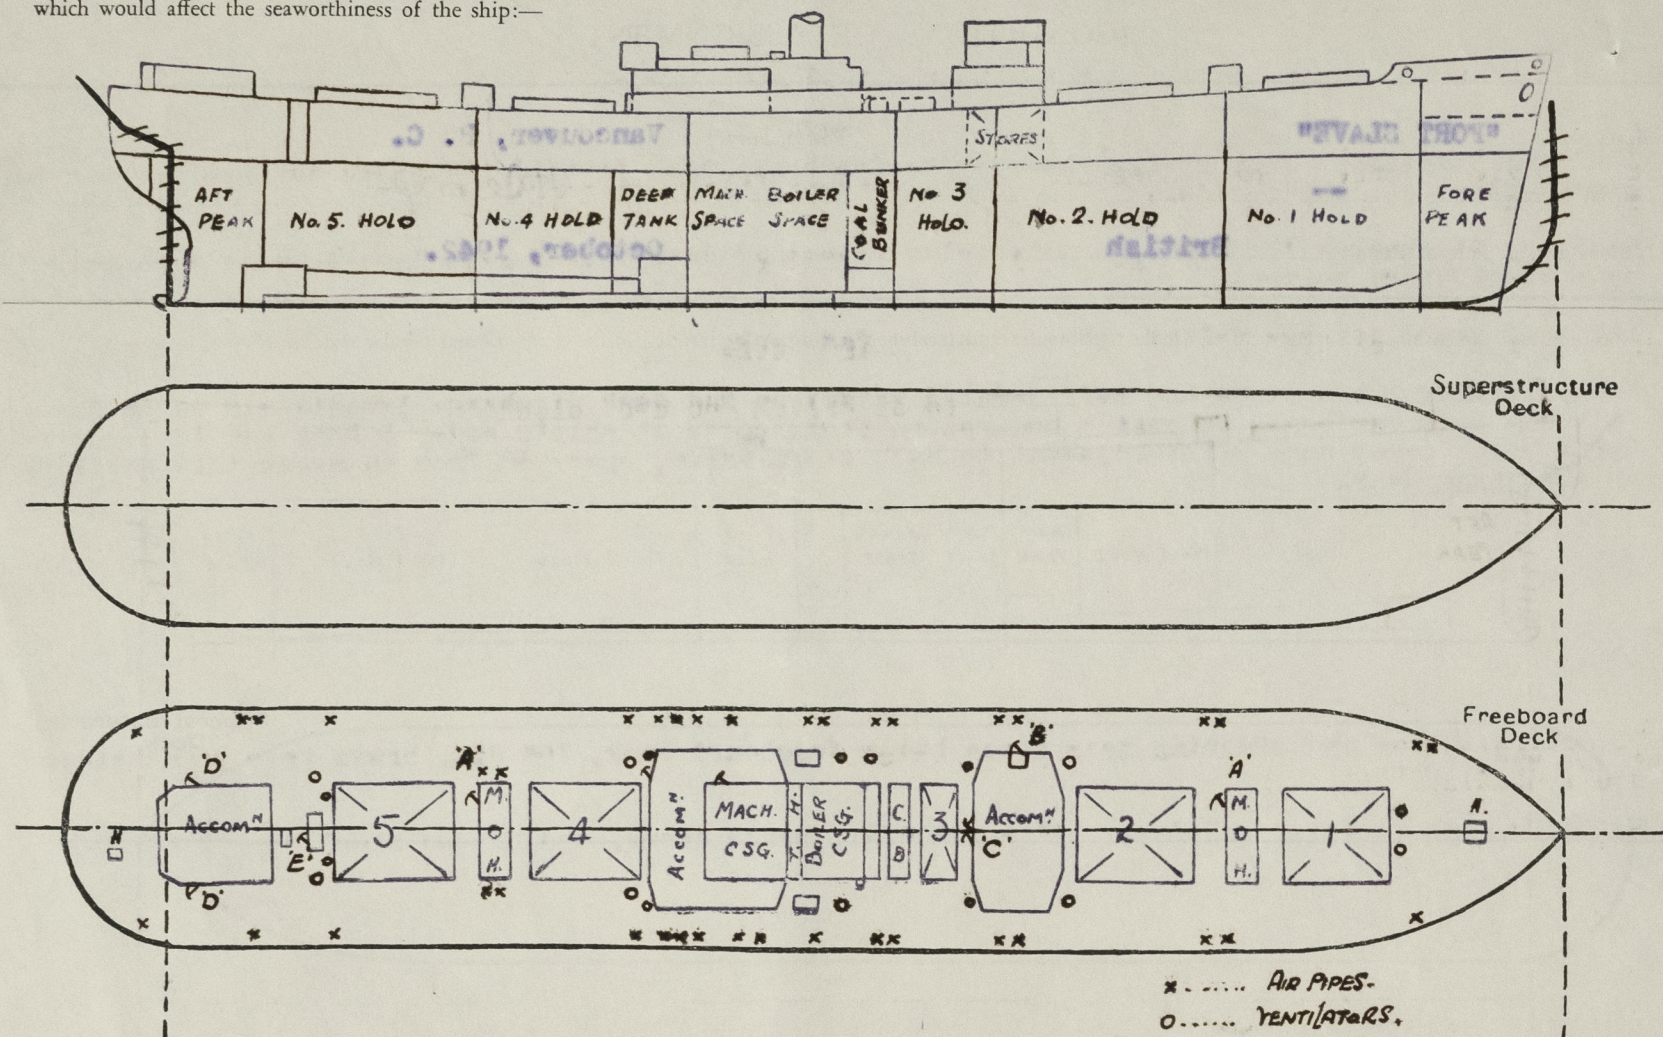 which would affect the seaworthiness of the ship:—
STORES
AFT PEAK
No. 5. HOLD
No. 4 HOLD
DEEP TANK
MACH. SPACE
BOILER SPACE
COAL BUNKER
No 3 HOLD.
No. 2. HOLD
No. 1 HOLD
FORE PEAK
"FORT SLAVE"
Vancouver, B. C.
British
October, 1942.
Superstructure
Deck
Freeboard
Deck
'D'
'A'
'B'
'A'
ACCOMN
'E'
5
M.
O
H.
4
ACCOMN
MACH.
CSG.
T. H.
BOILER CSG.
C.
B
3
'C'
ACCOMN
2
M.
O
H.
1
H.
H
'D'
x ....... AIR PIPES.
o ...... VENTILATORS.